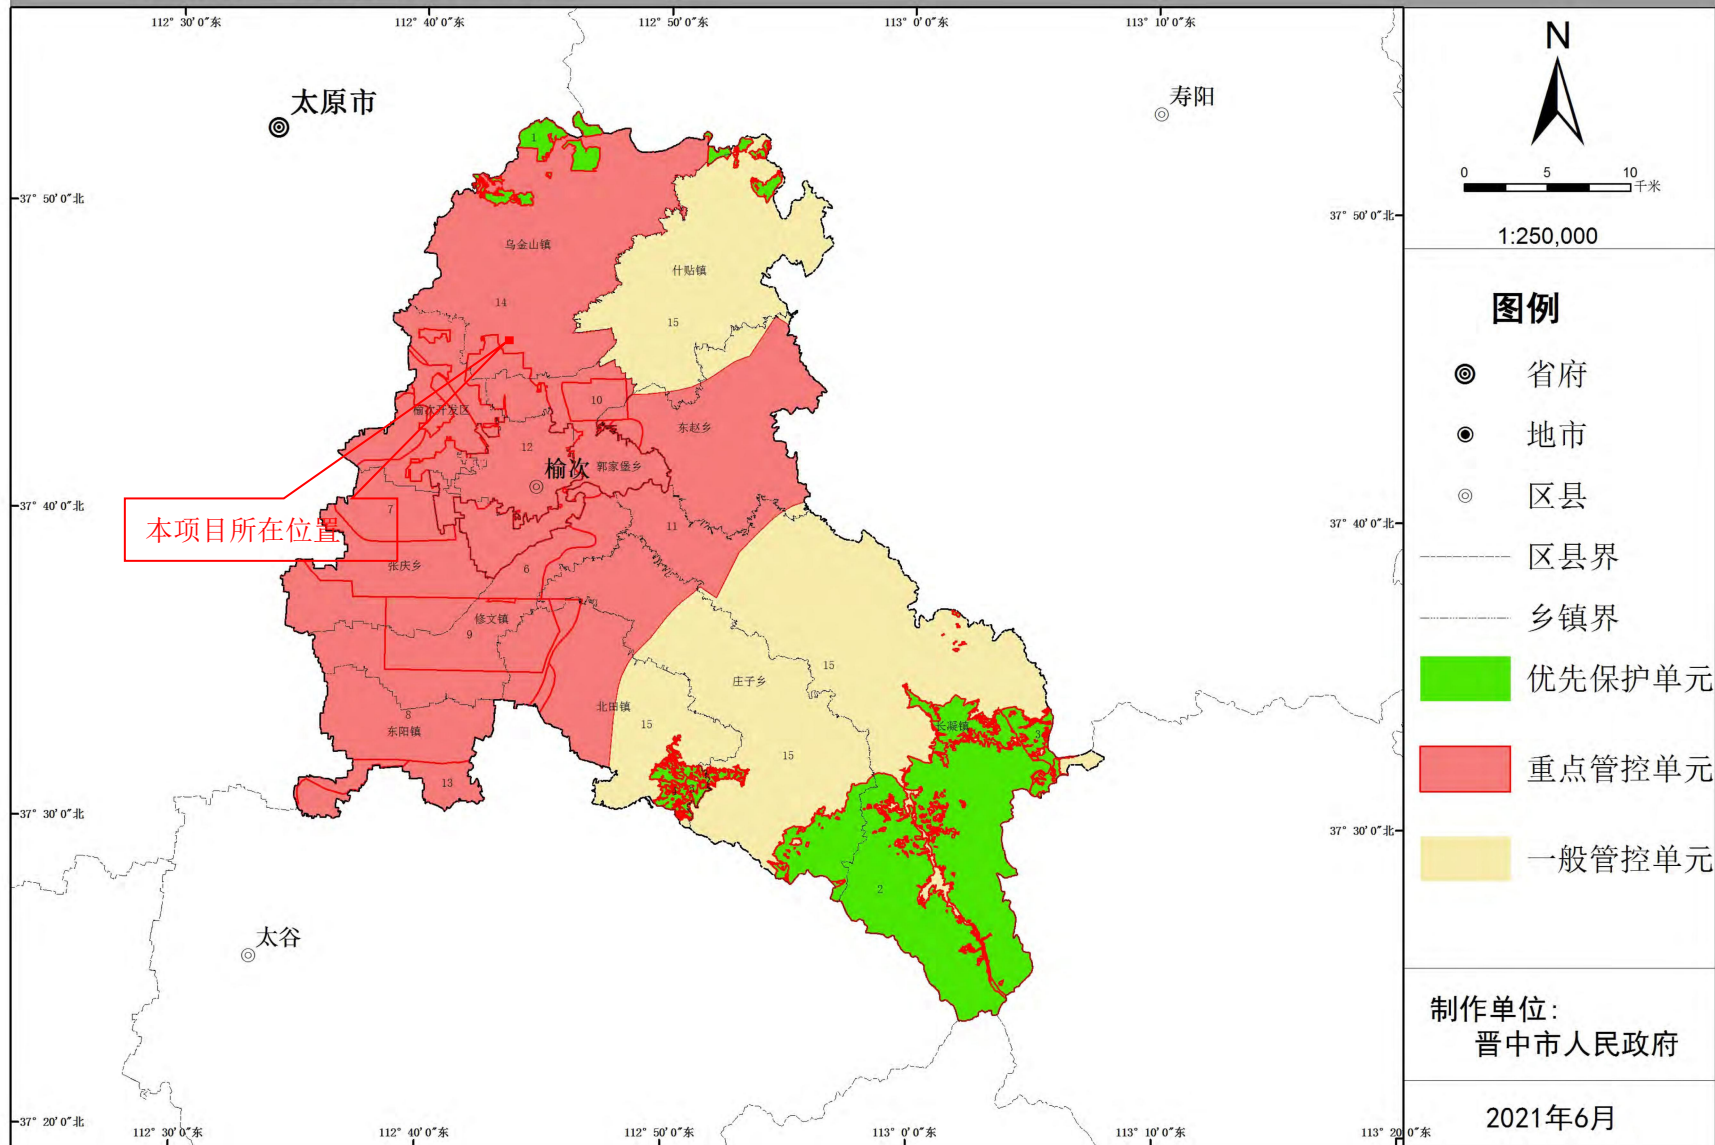 112° 30′0″东
112° 40′0″东
112° 50′0″东
113° 0′0″东
113° 10′0″东
N
太原市
寿阳
0
5
10
千米
1
37° 50′0″北
37° 50′0″北
1:250,000
乌金山镇
什贴镇
14
15
图例
省府
榆次开发区
10
东赵乡
地市
12
榆次
郭家堡乡
区县
37° 40′0″北
7
11
37° 40′0″北
本项目所在位置
区县界
张庆乡
6
修文镇
9
乡镇界
15
庄子乡
优先保护单元
北田镇
8
15
长凝镇
3
东阳镇
15
重点管控单元
13
37° 30′0″北
37° 30′0″北
一般管控单元
2
太谷
制作单位:
晋中市人民政府
2021年6月
37° 20′0″北
112° 30′0″东
112° 40′0″东
112° 50′0″东
113° 0′0″东
113° 10′0″东
113° 20′0″东